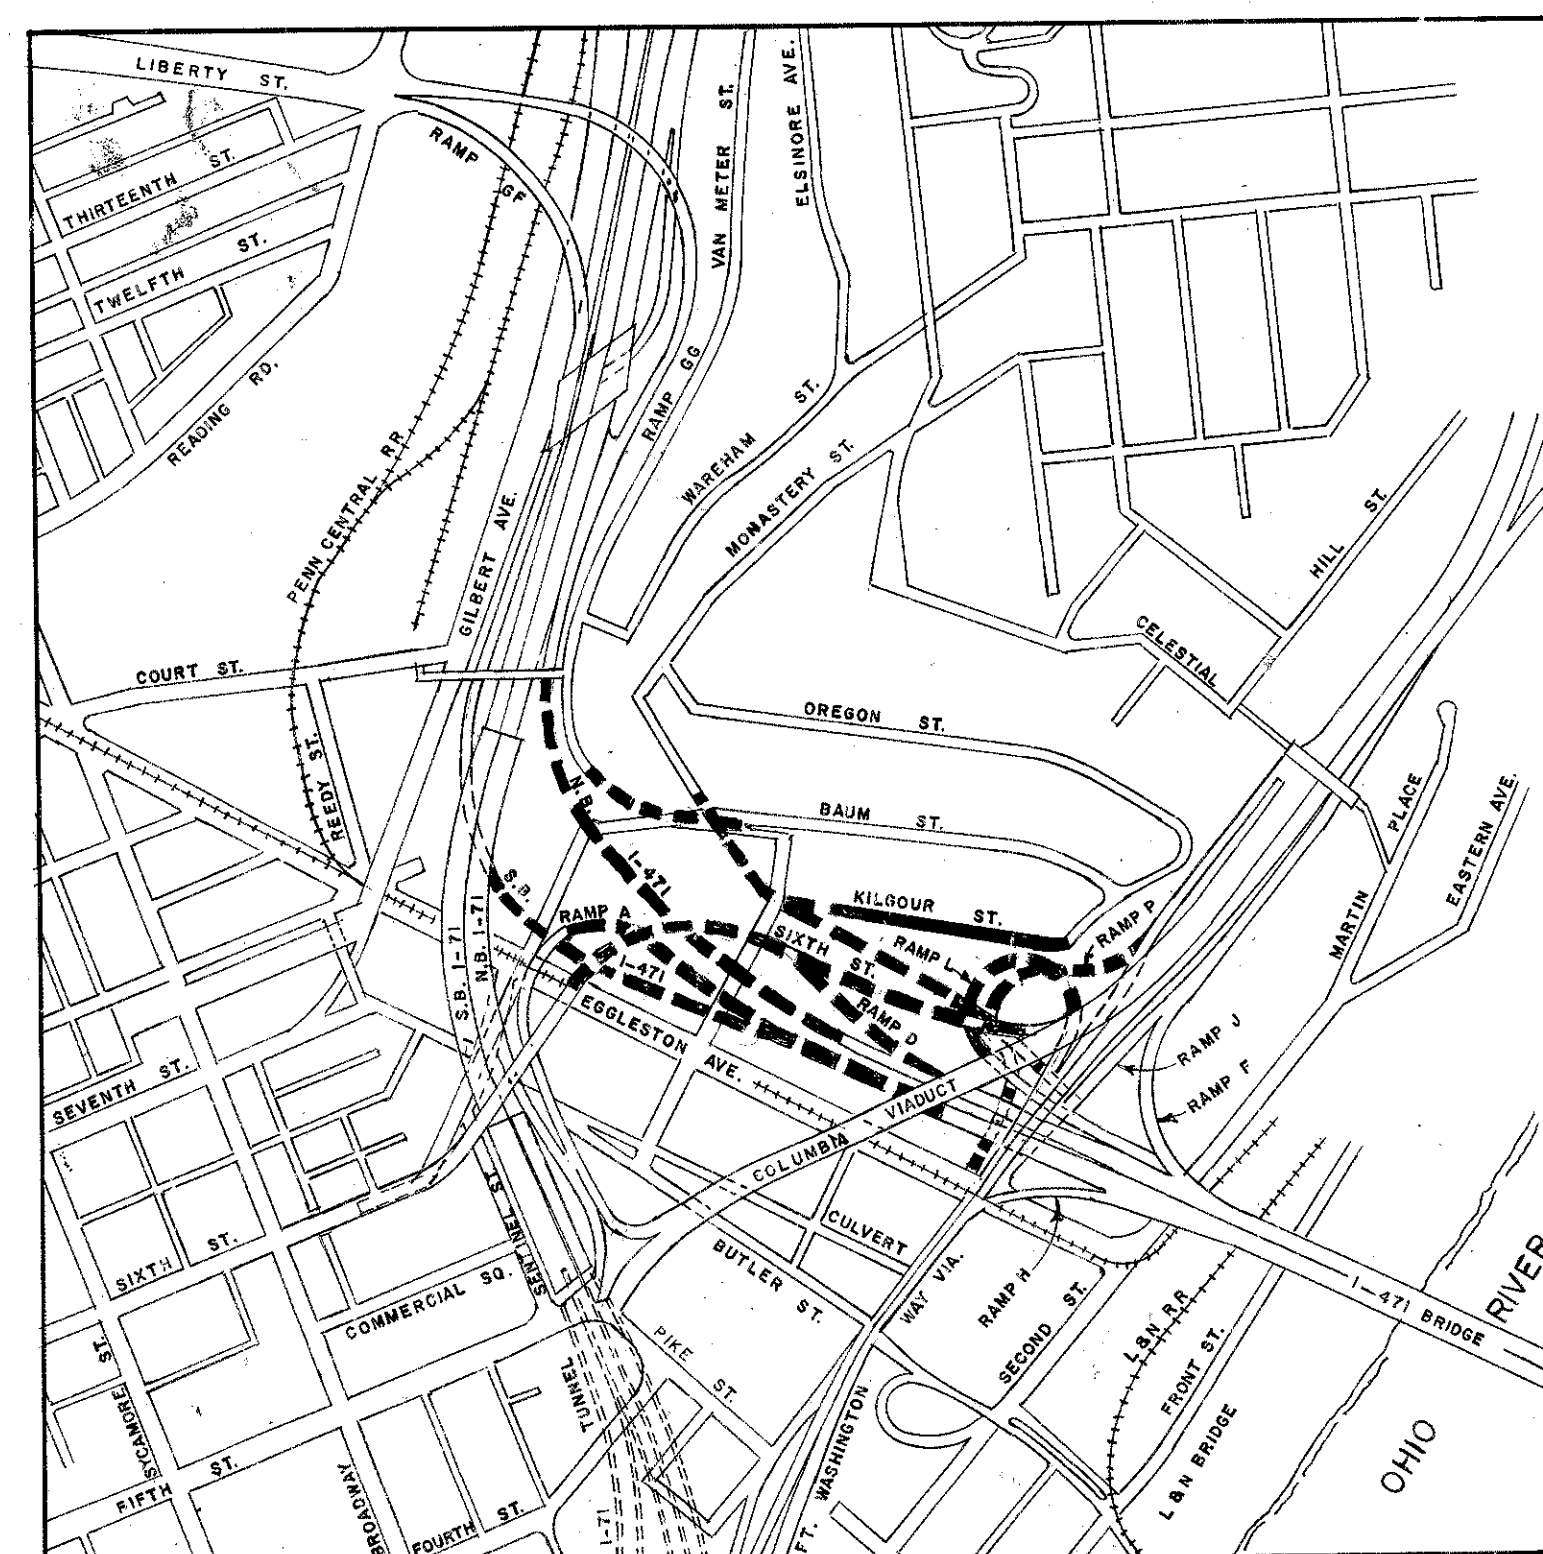 LIBERTY ST.
RAMP GF
THIRTEENTH ST.
TWELFTH ST.
READING RD.
VAN METER ST.
ELSINORE AVE.
RAMP GG
PENN CENTRAL RR
GILBERT AVE.
WAREHAM ST.
MONASTERY ST.
HILL ST.
CELESTIAL
COURT ST.
REEDY ST.
OREGON ST.
BAUM ST.
MARTIN PLACE
EASTERN AVE.
N.B. I-471
S.B. I-471
KILGOUR ST.
RAMP A
SIXTH ST.
RAMP L
RAMP P
RAMP D
S.B. I-71
N.B. I-71
EGGLESTON AVE.
RAMP J
RAMP F
SEVENTH ST.
COLUMBIA VIADUCT
SENTINEL ST.
CULVERT
BUTLER ST.
SIXTH ST.
COMMERCIAL SQ.
PIKE ST.
TUNNEL
FT. WASHINGTON WAY VIA.
RAMP H
SECOND ST.
L&N RR
FRONT ST.
I-471 BRIDGE
OHIO RIVER
L&N BRIDGE
SYCAMORE ST.
FIFTH ST.
BROADWAY
FOURTH ST.
I-71